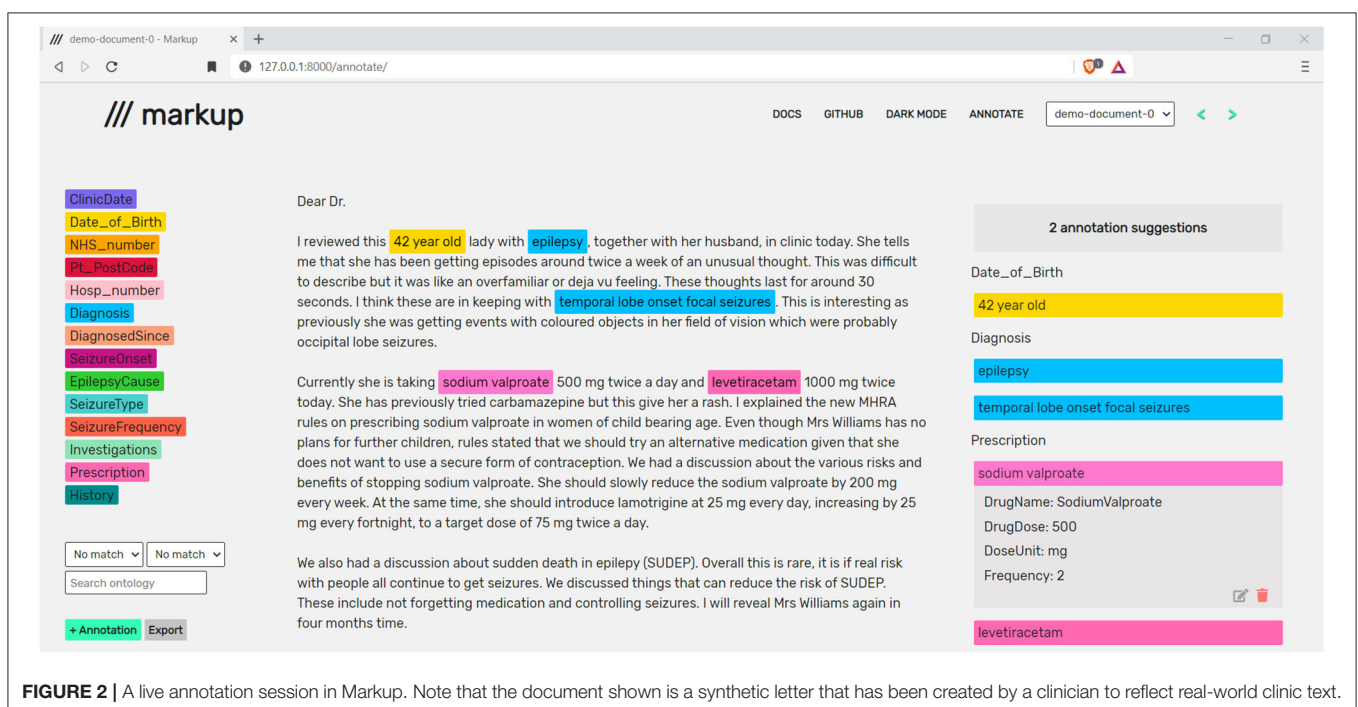 /// demo-document-0 - Markup × +
127.0.0.1:8000/annotate/
1
/// markup
DOCS GITHUB DARK MODE ANNOTATE demo-document-0 < >
ClinicDate
Date_of_Birth
NHS_number
Pt_PostCode
Hosp_number
Diagnosis
DiagnosedSince
SeizureOnset
EpilepsyCause
SeizureType
SeizureFrequency
Investigations
Prescription
History
No match No match
Search ontology
+ Annotation Export
Dear Dr.
I reviewed this 42 year old lady with epilepsy , together with her husband, in clinic today. She tells
me that she has been getting episodes around twice a week of an unusual thought. This was difficult
to describe but it was like an overfamiliar or deja vu feeling. These thoughts last for around 30
seconds. I think these are in keeping with temporal lobe onset focal seizures . This is interesting as
previously she was getting events with coloured objects in her field of vision which were probably
occipital lobe seizures.
Currently she is taking sodium valproate 500 mg twice a day and levetiracetam 1000 mg twice
today. She has previously tried carbamazepine but this give her a rash. I explained the new MHRA
rules on prescribing sodium valproate in women of child bearing age. Even though Mrs Williams has no
plans for further children, rules stated that we should try an alternative medication given that she
does not want to use a secure form of contraception. We had a discussion about the various risks and
benefits of stopping sodium valproate. She should slowly reduce the sodium valproate by 200 mg
every week. At the same time, she should introduce lamotrigine at 25 mg every day, increasing by 25
mg every fortnight, to a target dose of 75 mg twice a day.
We also had a discussion about sudden death in epilepy (SUDEP). Overall this is rare, it is if real risk
with people all continue to get seizures. We discussed things that can reduce the risk of SUDEP.
These include not forgetting medication and controlling seizures. I will reveal Mrs Williams again in
four months time.
2 annotation suggestions
Date_of_Birth
42 year old
Diagnosis
epilepsy
temporal lobe onset focal seizures
Prescription
sodium valproate
DrugName: SodiumValproate
DrugDose: 500
DoseUnit: mg
Frequency: 2
levetiracetam
FIGURE 2 | A live annotation session in Markup. Note that the document shown is a synthetic letter that has been created by a clinician to reflect real-world clinic text.